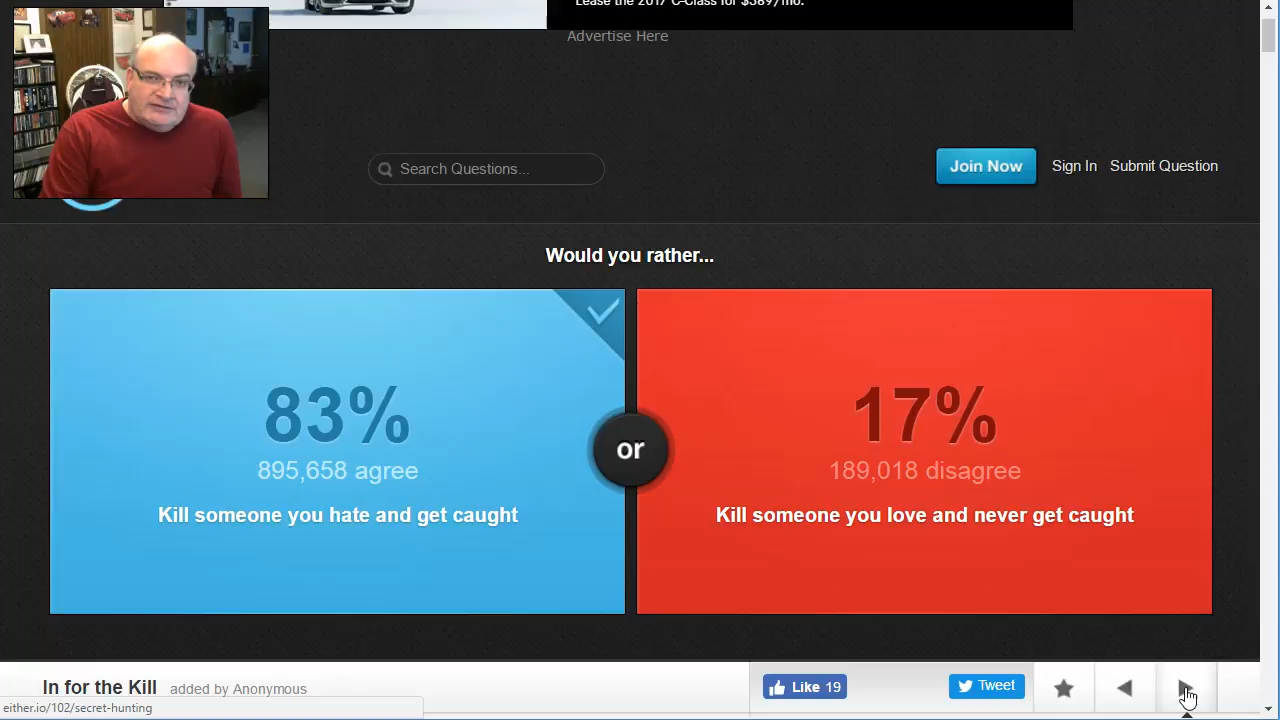 Lease the 2017 C-Class for $389/mo.
Advertise Here
Search Questions...
Join Now
Sign In
Submit Question
Would you rather...
83%
895,658 agree
Kill someone you hate and get caught
or
17%
189,018 disagree
Kill someone you love and never get caught
In for the Kill added by Anonymous
Like 19
Tweet
either.io/102/secret-hunting